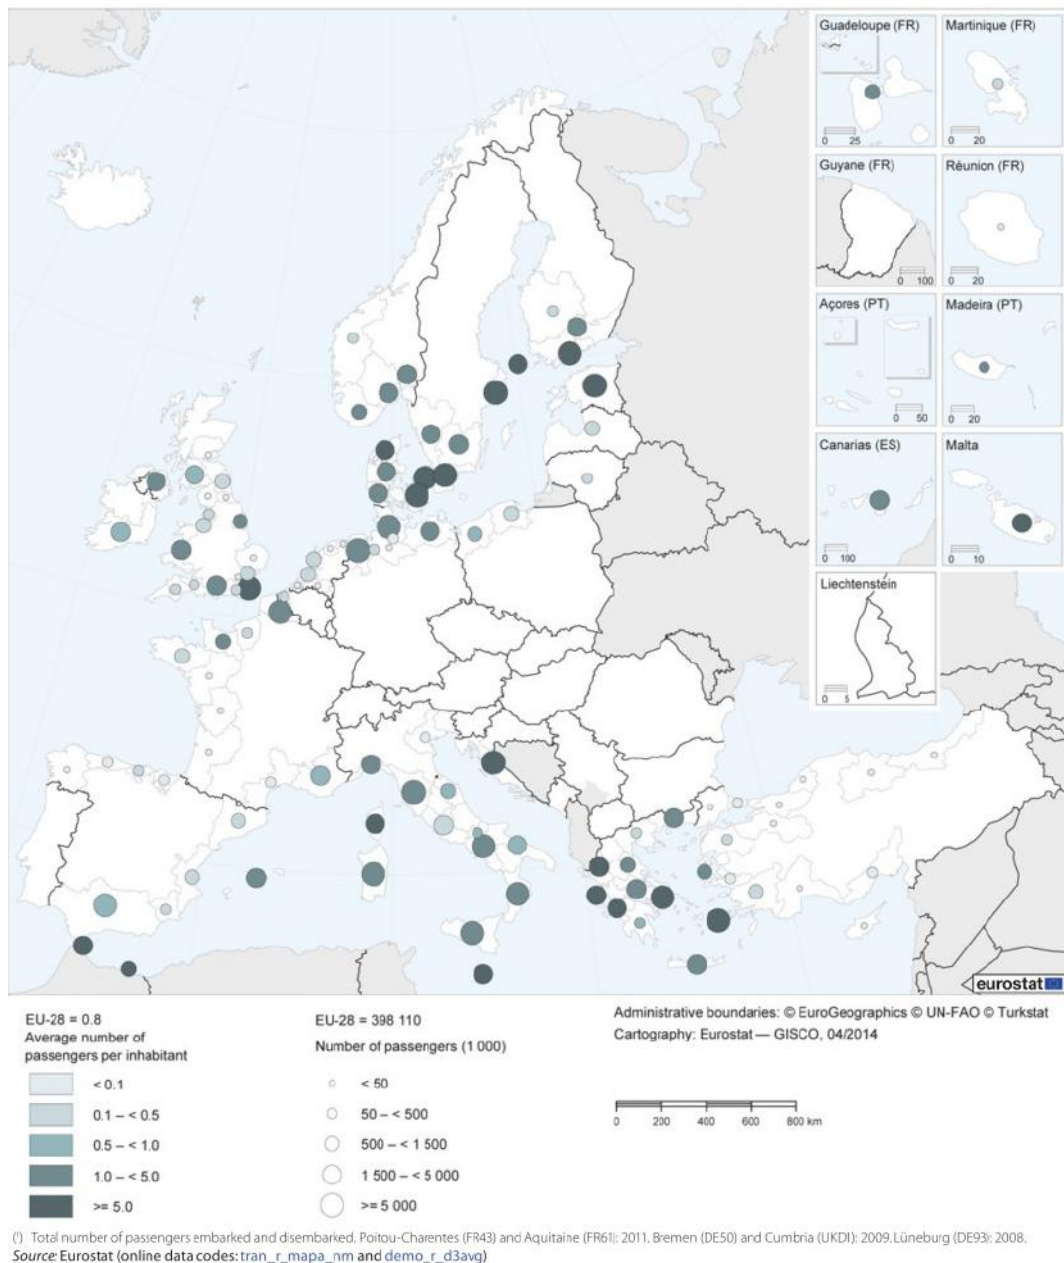 Guadeloupe (FR)
0 25
Martinique (FR)
0 20
Guyane (FR)
0 100
Réunion (FR)
0 20
Açores (PT)
0 50
Madeira (PT)
0 20
Canarias (ES)
0 100
Malta
0 10
Liechtenstein
0 5
eurostat
EU-28 = 0.8
Average number of
passengers per inhabitant
< 0.1
0.1 – < 0.5
0.5 – < 1.0
1.0 – < 5.0
>= 5.0
EU-28 = 398 110
Number of passengers (1 000)
< 50
50 – < 500
500 – < 1 500
1 500 – < 5 000
>= 5 000
Administrative boundaries: © EuroGeographics © UN-FAO © Turkstat
Cartography: Eurostat — GISCO, 04/2014
0 200 400 600 800 km
(¹) Total number of passengers embarked and disembarked. Poitou-Charentes (FR43) and Aquitaine (FR61): 2011. Bremen (DE50) and Cumbria (UKD1): 2009. Lüneburg (DE93): 2008.
Source: Eurostat (online data codes: tran_r_mapa_nm and demo_r_d3avg)